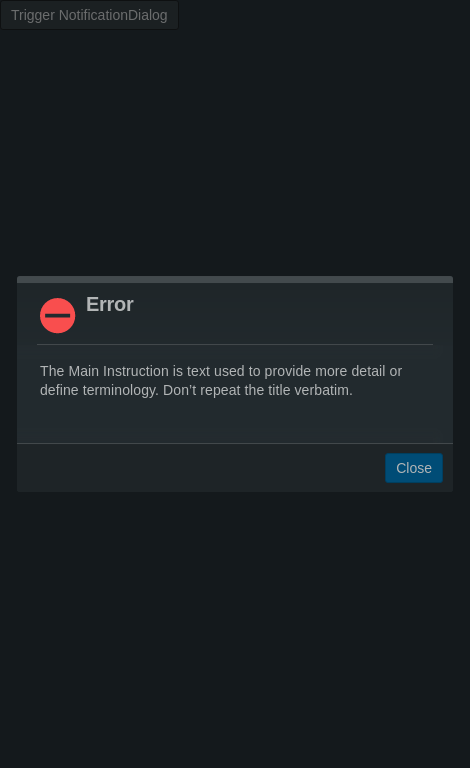 Trigger NotificationDialog
Error
The Main Instruction is text used to provide more detail or
define terminology. Don’t repeat the title verbatim.
Close